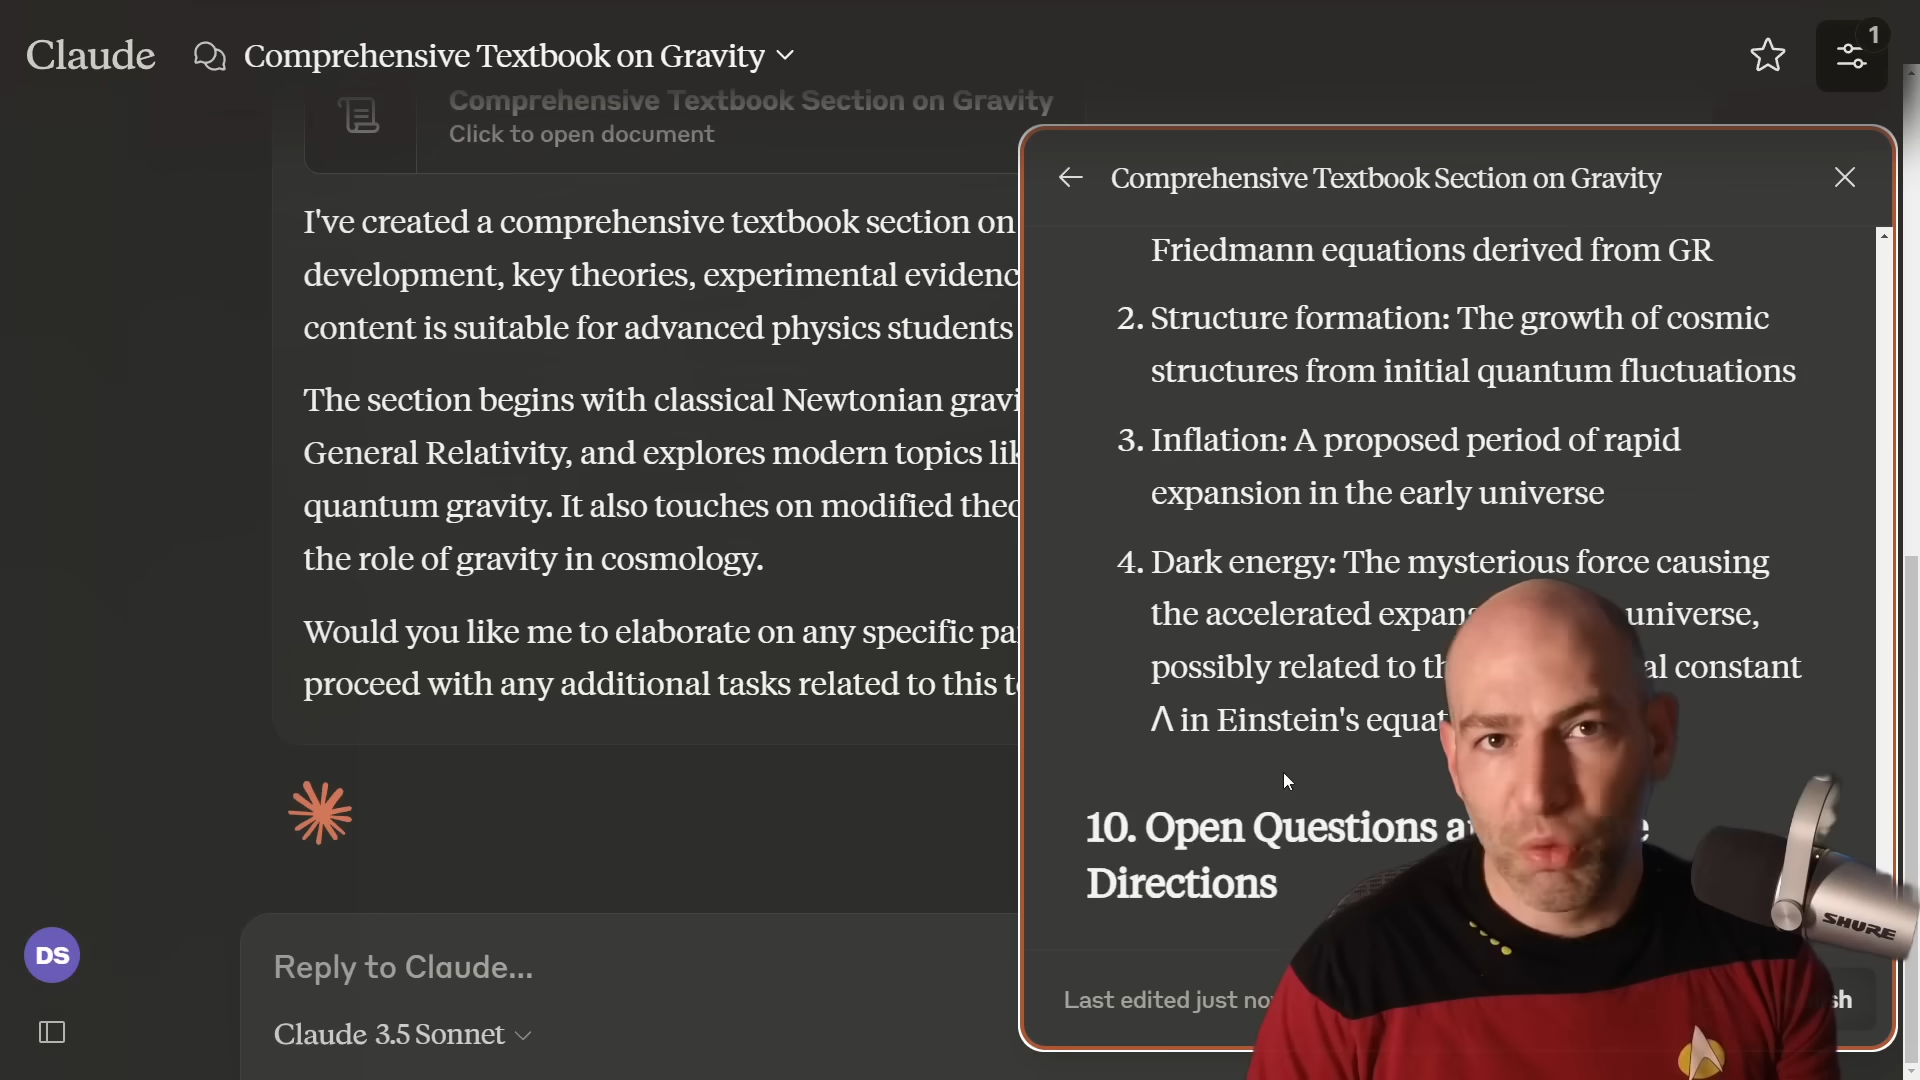 Claude
Comprehensive Textbook on Gravity
1
Comprehensive Textbook Section on Gravity
Click to open document
I've created a comprehensive textbook section on
development, key theories, experimental evidenc
content is suitable for advanced physics students
The section begins with classical Newtonian gravi
General Relativity, and explores modern topics lik
quantum gravity. It also touches on modified theo
the role of gravity in cosmology.
Would you like me to elaborate on any specific pa
proceed with any additional tasks related to this to
DS
Reply to Claude...
Claude 3.5 Sonnet
Comprehensive Textbook Section on Gravity
Friedmann equations derived from GR
2. Structure formation: The growth of cosmic
structures from initial quantum fluctuations
3. Inflation: A proposed period of rapid
expansion in the early universe
4. Dark energy: The mysterious force causing
the accelerated expans universe,
possibly related to th al constant
Λ in Einstein's equat
10. Open Questions a e
Directions
Last edited just no sh
SHURE